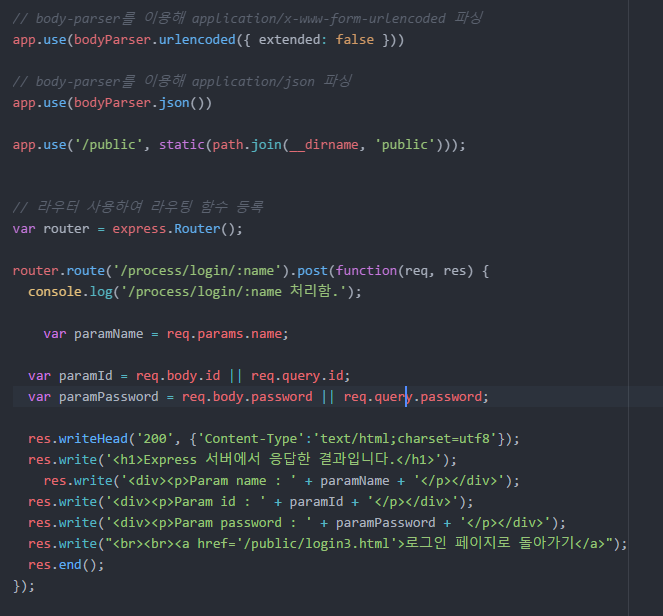 // body-parser를 이용해 application/x-www-form-urlencoded 파싱
app.use(bodyParser.urlencoded({ extended: false }))
// body-parser를 이용해 application/json 파싱
app.use(bodyParser.json())
app.use('/public', static(path.join(__dirname, 'public')));
// 라우터 사용하여 라우팅 함수 등록
var router = express.Router();
router.route('/process/login/:name').post(function(req, res) {
  console.log('/process/login/:name 처리함.');
    var paramName = req.params.name;
  var paramId = req.body.id || req.query.id;
  var paramPassword = req.body.password || req.query.password;
  res.writeHead('200', {'Content-Type':'text/html;charset=utf8'});
  res.write('<h1>Express 서버에서 응답한 결과입니다.</h1>');
    res.write('<div><p>Param name : ' + paramName + '</p></div>');
  res.write('<div><p>Param id : ' + paramId + '</p></div>');
  res.write('<div><p>Param password : ' + paramPassword + '</p></div>');
  res.write("<br><br><a href='/public/login3.html'>로그인 페이지로 돌아가기</a>");
  res.end();
});